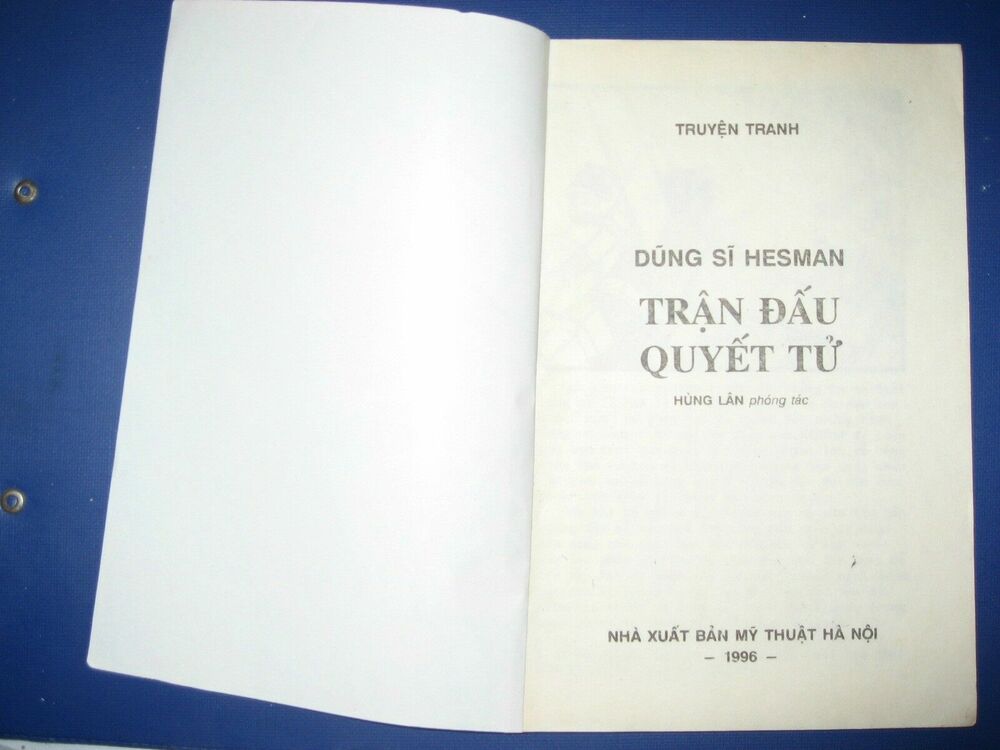 TRUYỆN TRANH
DŨNG SĨ HESMAN
TRẬN ĐẤU
QUYẾT TỬ
HÙNG LÂN phóng tác
NHÀ XUẤT BẢN MỸ THUẬT HÀ NỘI
– 1996 –